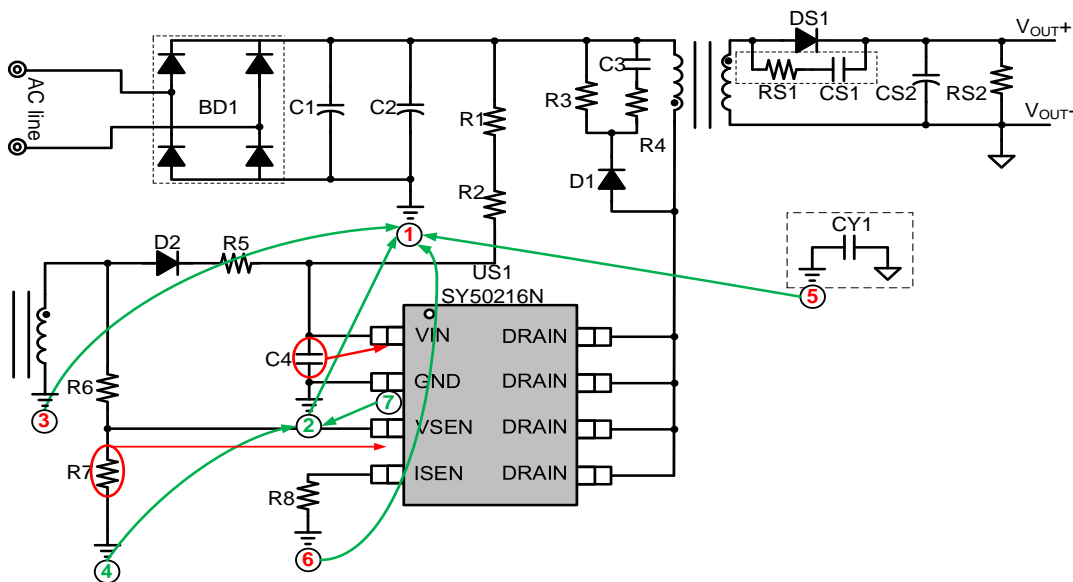 AC line
BD1
C1
C2
R1
R2
R3
C3
R4
D1
DS1
RS1
CS1
CS2
RS2
VOUT+
VOUT-
CY1
5
1
D2
R5
US1
SY50216N
VIN
GND
VSEN
ISEN
DRAIN
DRAIN
DRAIN
DRAIN
C4
7
2
3
R6
R7
R8
4
6